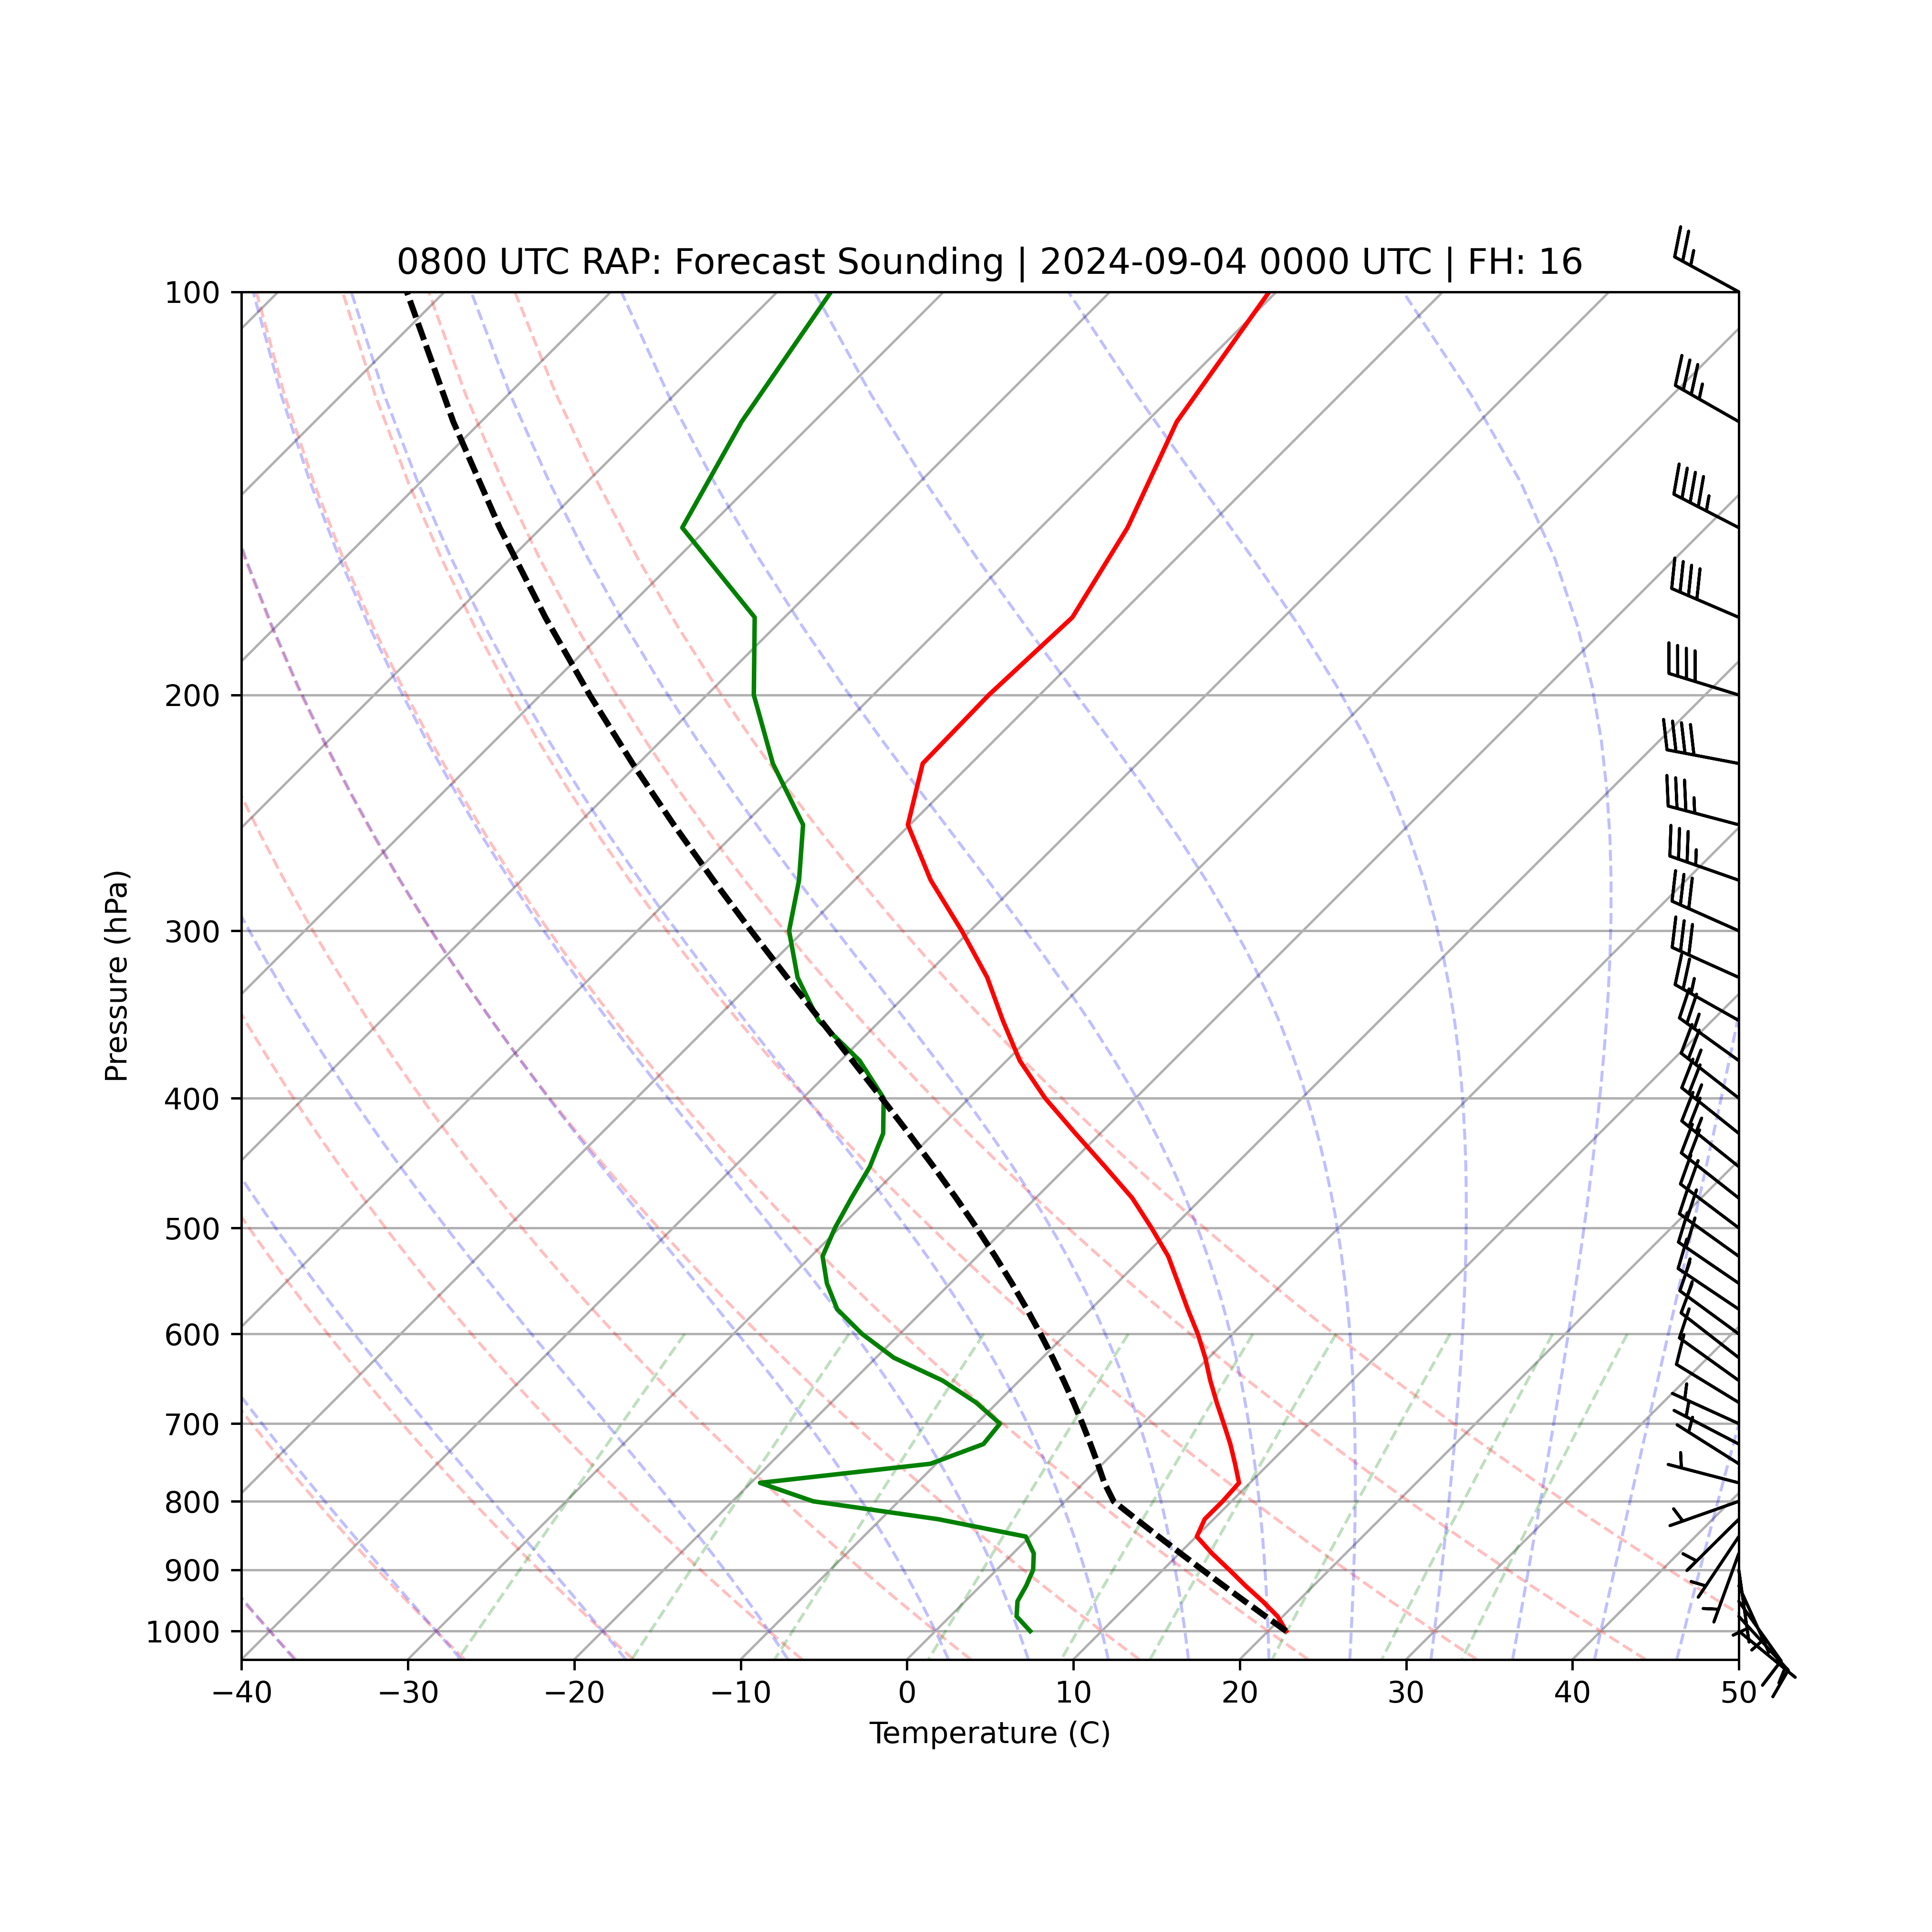 0800 UTC RAP: Forecast Sounding | 2024-09-04 0000 UTC | FH: 16
100
200
300
400
500
600
700
800
900
1000
Pressure (hPa)
−40 −30 −20 −10 0 10 20 30 40 50
Temperature (C)